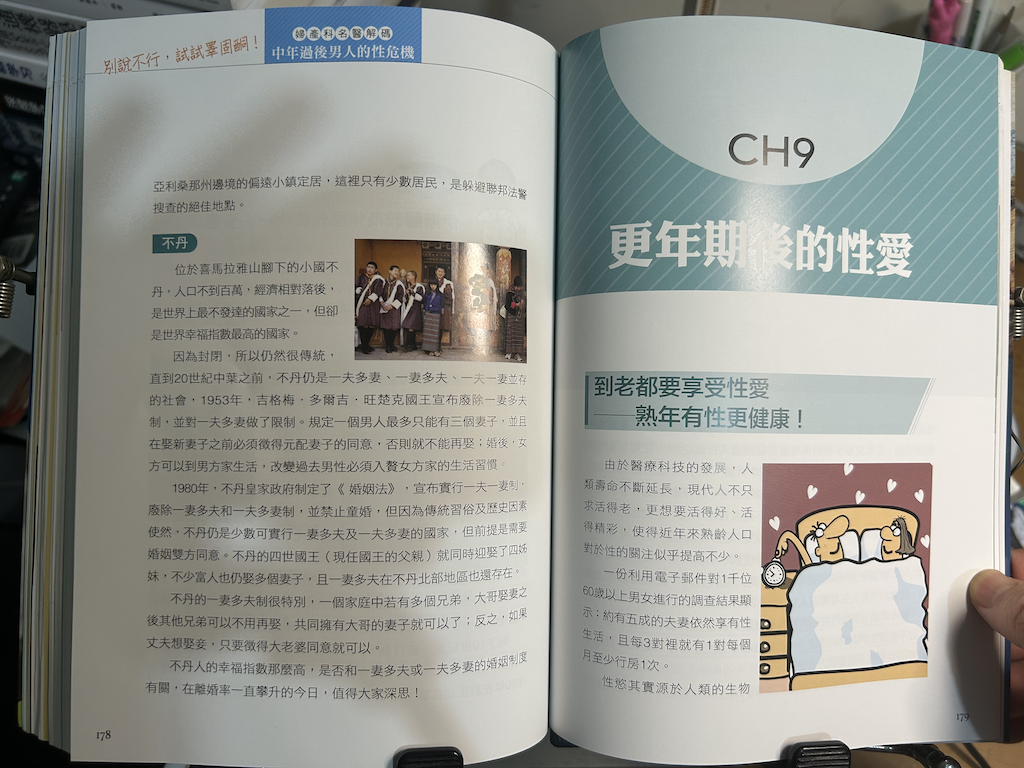 別說不行，試試睪固酮！
婦產科名醫解碼
中年過後男人的性危機
亞利桑那州邊境的偏遠小鎮定居，這裡只有少數居民，是躲避聯邦法警
搜查的絕佳地點。
不丹
位於喜馬拉雅山腳下的小國不
丹，人口不到百萬，經濟相對落後，
是世界上最不發達的國家之一，但卻
是世界幸福指數最高的國家。
因為封閉，所以仍然很傳統，
直到20世紀中葉之前，不丹仍是一夫多妻、一妻多夫、一夫一妻並存
的社會，1953年，吉格梅‧多爾吉‧旺楚克國王宣布廢除一妻多夫
制，並對一夫多妻做了限制。規定一個男人最多只能有三個妻子，並且
在娶新妻子之前必須徵得元配妻子的同意，否則就不能再娶；婚後，女
方可以到男方家生活，改變過去男性必須入贅女方家的生活習慣。
1980年，不丹皇家政府制定了《婚姻法》，宣布實行一夫一妻制，
廢除一妻多夫和一夫多妻制，並禁止童婚，但因為傳統習俗及歷史因素
使然，不丹仍是少數可實行一妻多夫及一夫多妻的國家，但前提是需要
婚姻雙方同意。不丹的四世國王（現任國王的父親）就同時迎娶了四姊
妹，不少富人也仍娶多個妻子，且一妻多夫在不丹北部地區也還存在。
不丹的一妻多夫制很特別，一個家庭中若有多個兄弟，大哥娶妻之
後其他兄弟可以不用再娶，共同擁有大哥的妻子就可以了；反之，如果
丈夫想娶妾，只要徵得大老婆同意就可以。
不丹人的幸福指數那麼高，是否和一妻多夫或一夫多妻的婚姻制度
有關，在離婚率一直攀升的今日，值得大家深思！
178
CH9
更年期後的性愛
到老都要享受性愛
——熟年有性更健康！
由於醫療科技的發展，人
類壽命不斷延長，現代人不只
求活得老，更想要活得好、活
得精彩，使得近年來熟齡人口
對於性的關注似乎提高不少。
一份利用電子郵件對1千位
60歲以上男女進行的調查結果顯
示：約有五成的夫妻依然享有性
生活，且每3對裡就有1對每個
月至少行房1次。
性慾其實源於人類的生物
179